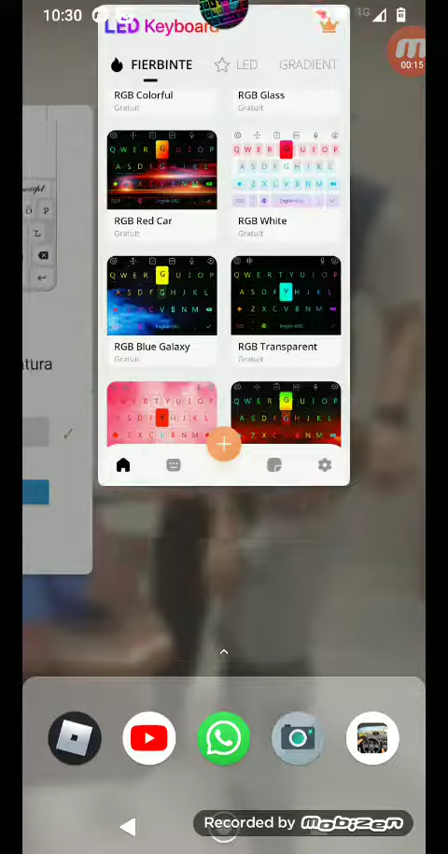 10:30
4G
LED Keyboard
00:15
FIERBINTE
LED
GRADIENT
RGB Colorful
RGB Glass
Gratuit
Gratuit
RGB Red Car
RGB White
Gratuit
Gratuit
RGB Blue Galaxy
RGB Transparent
Gratuit
Gratuit
atura
Recorded by mobizen